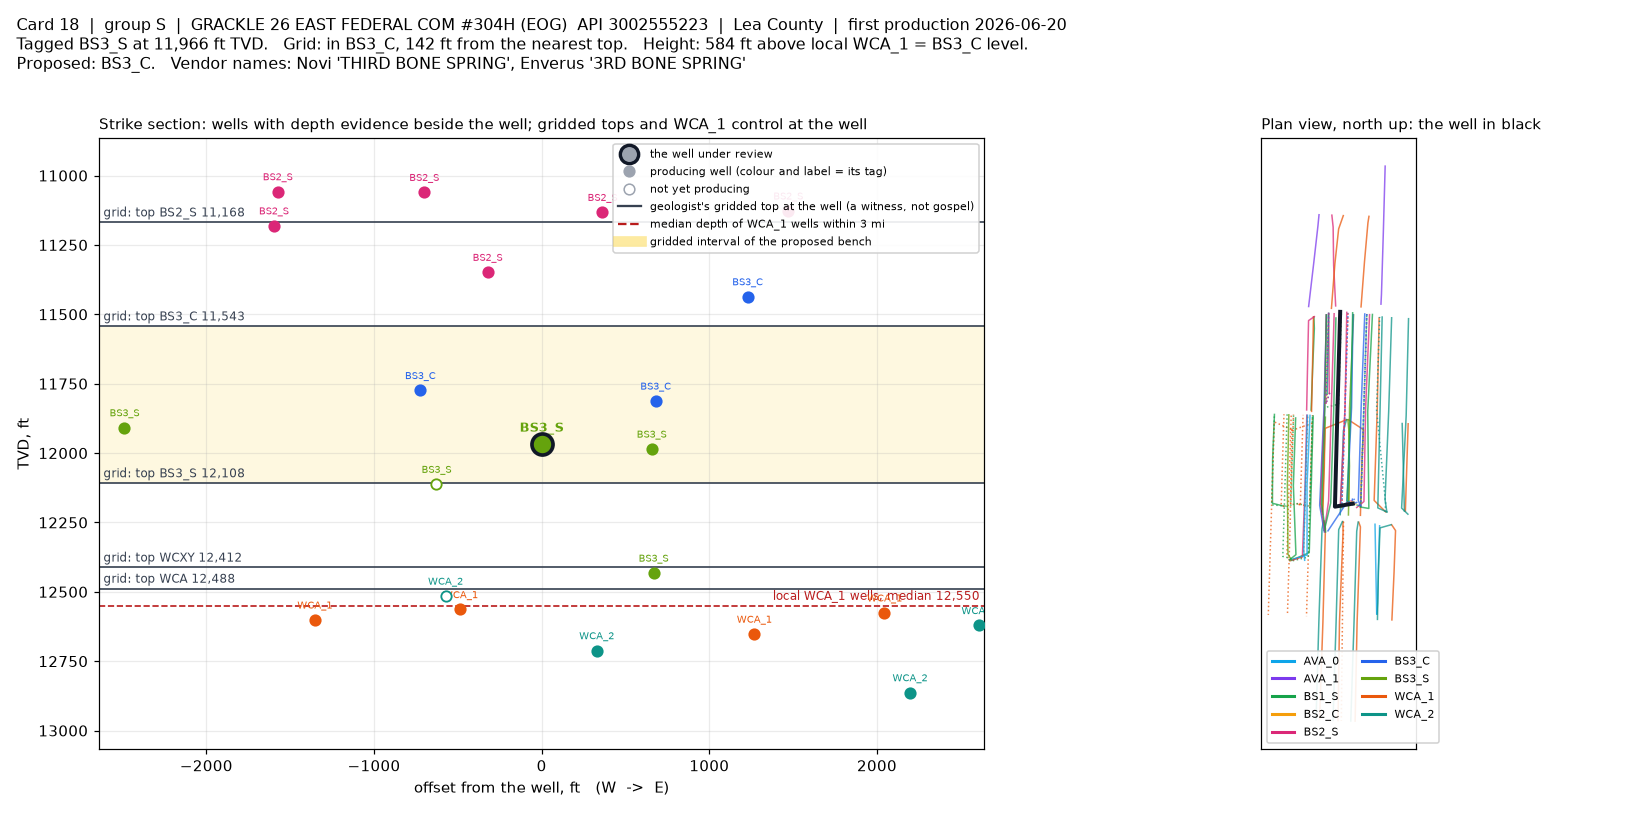 Card 18 | group S | GRACKLE 26 EAST FEDERAL COM #304H (EOG) API 3002555223 | Lea County | first production 2026-06-20
Tagged BS3_S at 11,966 ft TVD. Grid: in BS3_C, 142 ft from the nearest top. Height: 584 ft above local WCA_1 = BS3_C level.
Proposed: BS3_C. Vendor names: Novi 'THIRD BONE SPRING', Enverus '3RD BONE SPRING'
Strike section: wells with depth evidence beside the well; gridded tops and WCA_1 control at the well
Plan view, north up: the well in black
the well under review
producing well (colour and label = its tag)
not yet producing
geologist's gridded top at the well (a witness, not gospel)
median depth of WCA_1 wells within 3 mi
gridded interval of the proposed bench
BS2_S
BS2_S
BS2_S
grid: top BS2_S 11,168
BS2_S
BS3_C
grid: top BS3_C 11,543
BS3_C
BS3_C
BS3_S
BS3_S
BS3_S
grid: top BS3_S 12,108
BS3_S
grid: top WCXY 12,412
BS3_S
grid: top WCA 12,488
WCA_2
local WCA_1 wells, median 12,550
WCA_1
WCA_1
WCA_2
WCA_2
11000
11250
11500
11750
12000
12250
12500
12750
13000
TVD, ft
−2000
−1000
0
1000
2000
offset from the well, ft (W -> E)
AVA_0
AVA_1
BS1_S
BS2_C
BS2_S
BS3_C
BS3_S
WCA_1
WCA_2